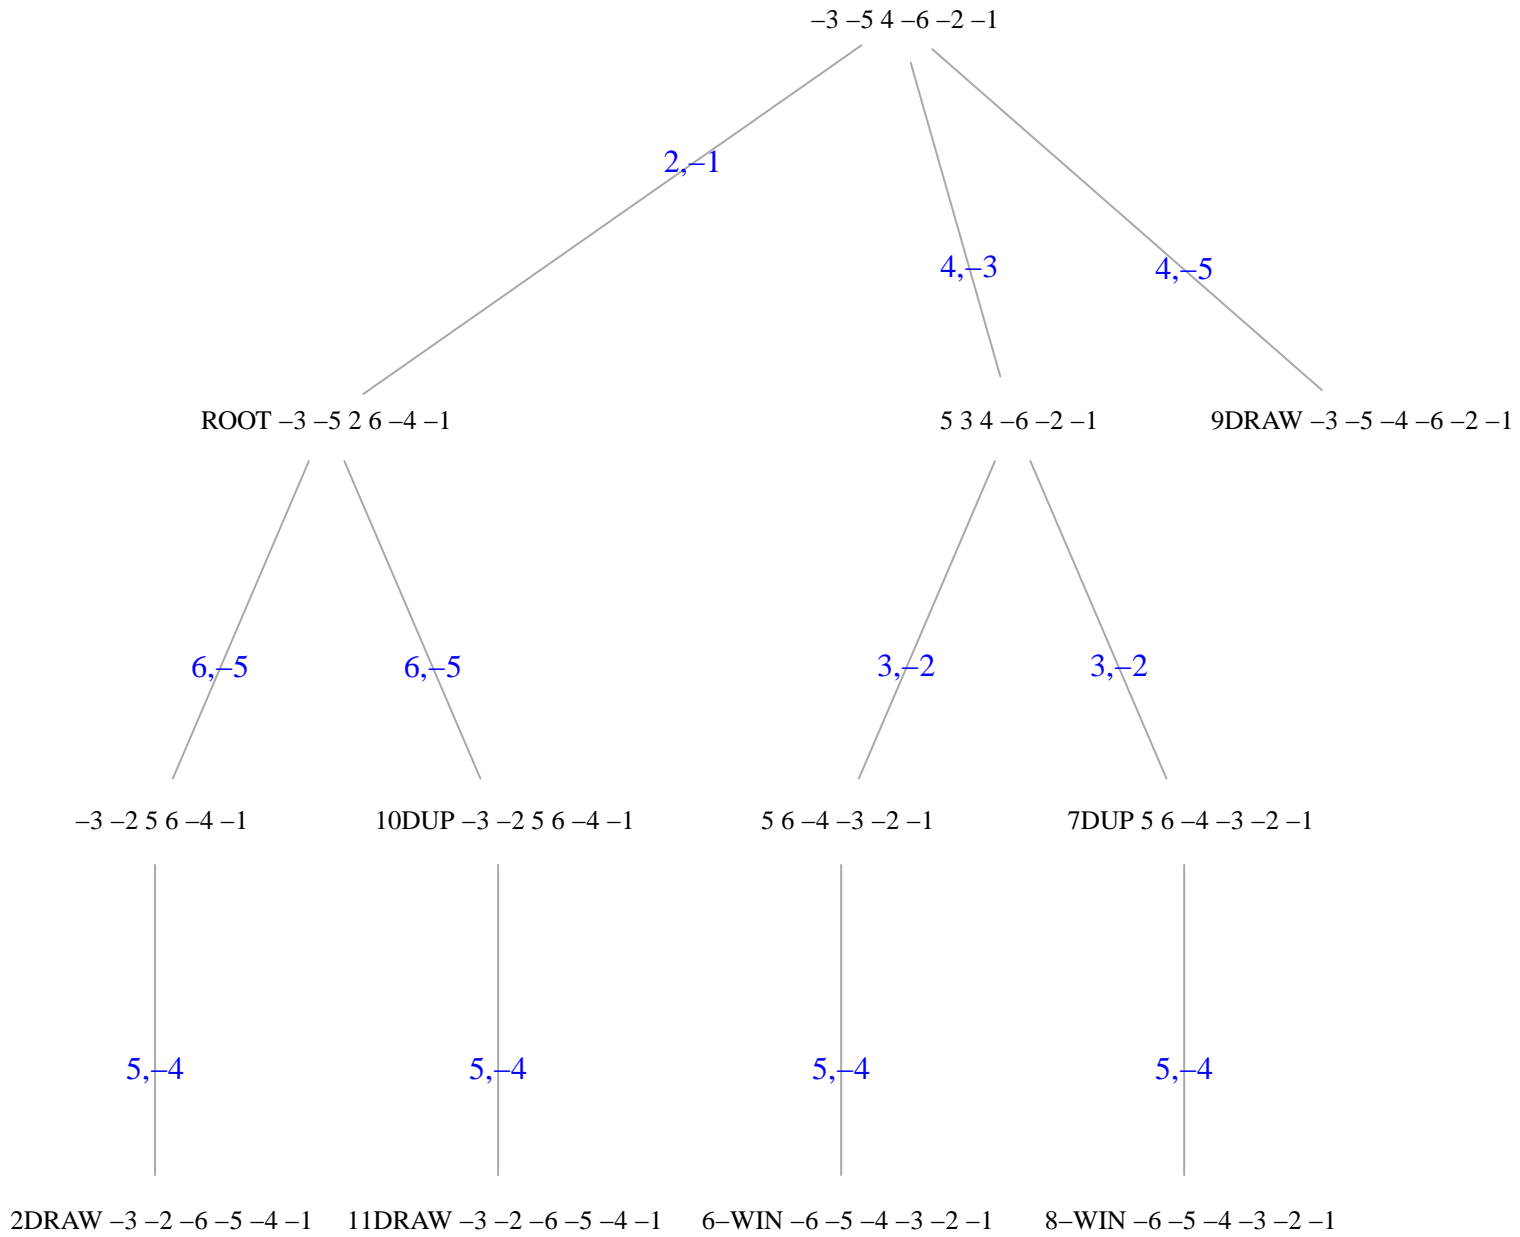 –3 –5 4 –6 –2 –1
2,–1
4,–3
4,–5
ROOT –3 –5 2 6 –4 –1
5 3 4 –6 –2 –1
9DRAW –3 –5 –4 –6 –2 –1
6,–5
6,–5
3,–2
3,–2
–3 –2 5 6 –4 –1
10DUP –3 –2 5 6 –4 –1
5 6 –4 –3 –2 –1
7DUP 5 6 –4 –3 –2 –1
5,–4
5,–4
5,–4
5,–4
2DRAW –3 –2 –6 –5 –4 –1
11DRAW –3 –2 –6 –5 –4 –1
6–WIN –6 –5 –4 –3 –2 –1
8–WIN –6 –5 –4 –3 –2 –1